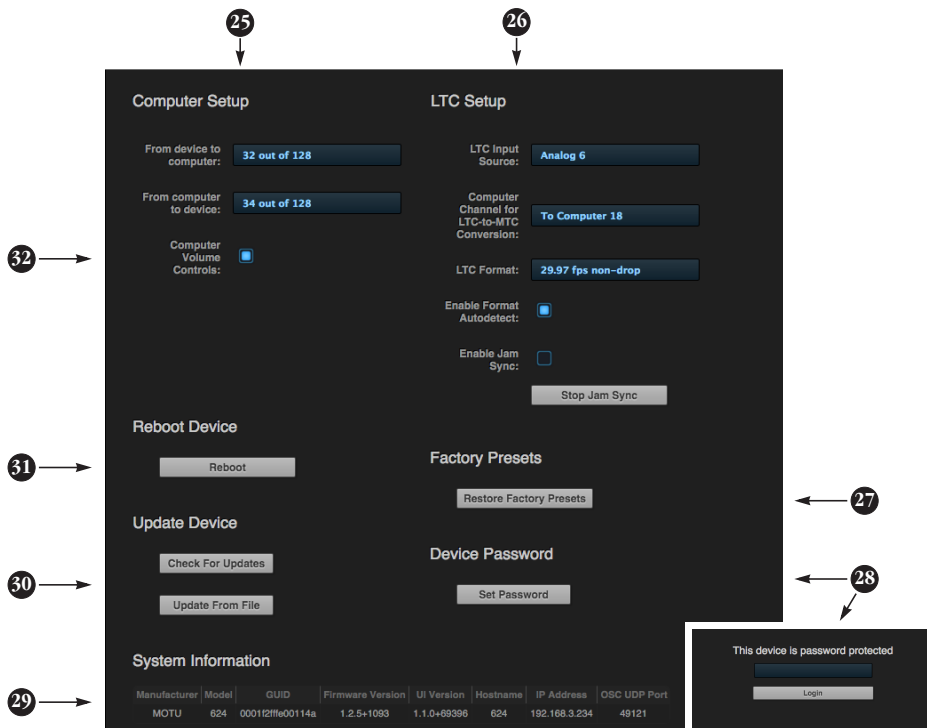 25
26
Computer Setup
From device to
computer:
32 out of 128
From computer
to device:
34 out of 128
32
Computer
Volume
Controls:
LTC Setup
LTC Input
Source:
Analog 6
Computer
Channel for
LTC-to-MTC
Conversion:
To Computer 18
LTC Format:
29.97 fps non-drop
Enable Format
Autodetect:
Enable Jam
Sync:
Stop Jam Sync
Reboot Device
31
Reboot
Factory Presets
Restore Factory Presets
27
Update Device
Check For Updates
30
Update From File
Device Password
Set Password
28
This device is password protected
Login
System Information
29
Manufacturer Model GUID Firmware Version UI Version Hostname IP Address OSC UDP Port
MOTU 624 0001f2fffe00114a 1.2.5+1093 1.1.0+69396 624 192.168.3.234 49121